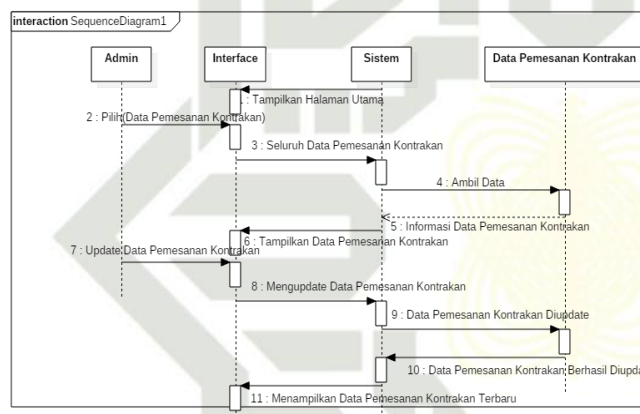 interaction SequenceDiagram1
Admin
Interface
Sistem
Data Pemesanan Kontrakan
1 : Tampilkan Halaman Utama
2 : Pilih(Data Pemesanan Kontrakan)
3 : Seluruh Data Pemesanan Kontrakan
4 : Ambil Data
5 : Informasi Data Pemesanan Kontrakan
6 : Tampilkan Data Pemesanan Kontrakan
7 : Update Data Pemesanan Kontrakan
8 : Mengupdate Data Pemesanan Kontrakan
9 : Data Pemesanan Kontrakan Diupdate
10 : Data Pemesanan Kontrakan Berhasil Diupda
11 : Menampilkan Data Pemesanan Kontrakan Terbaru